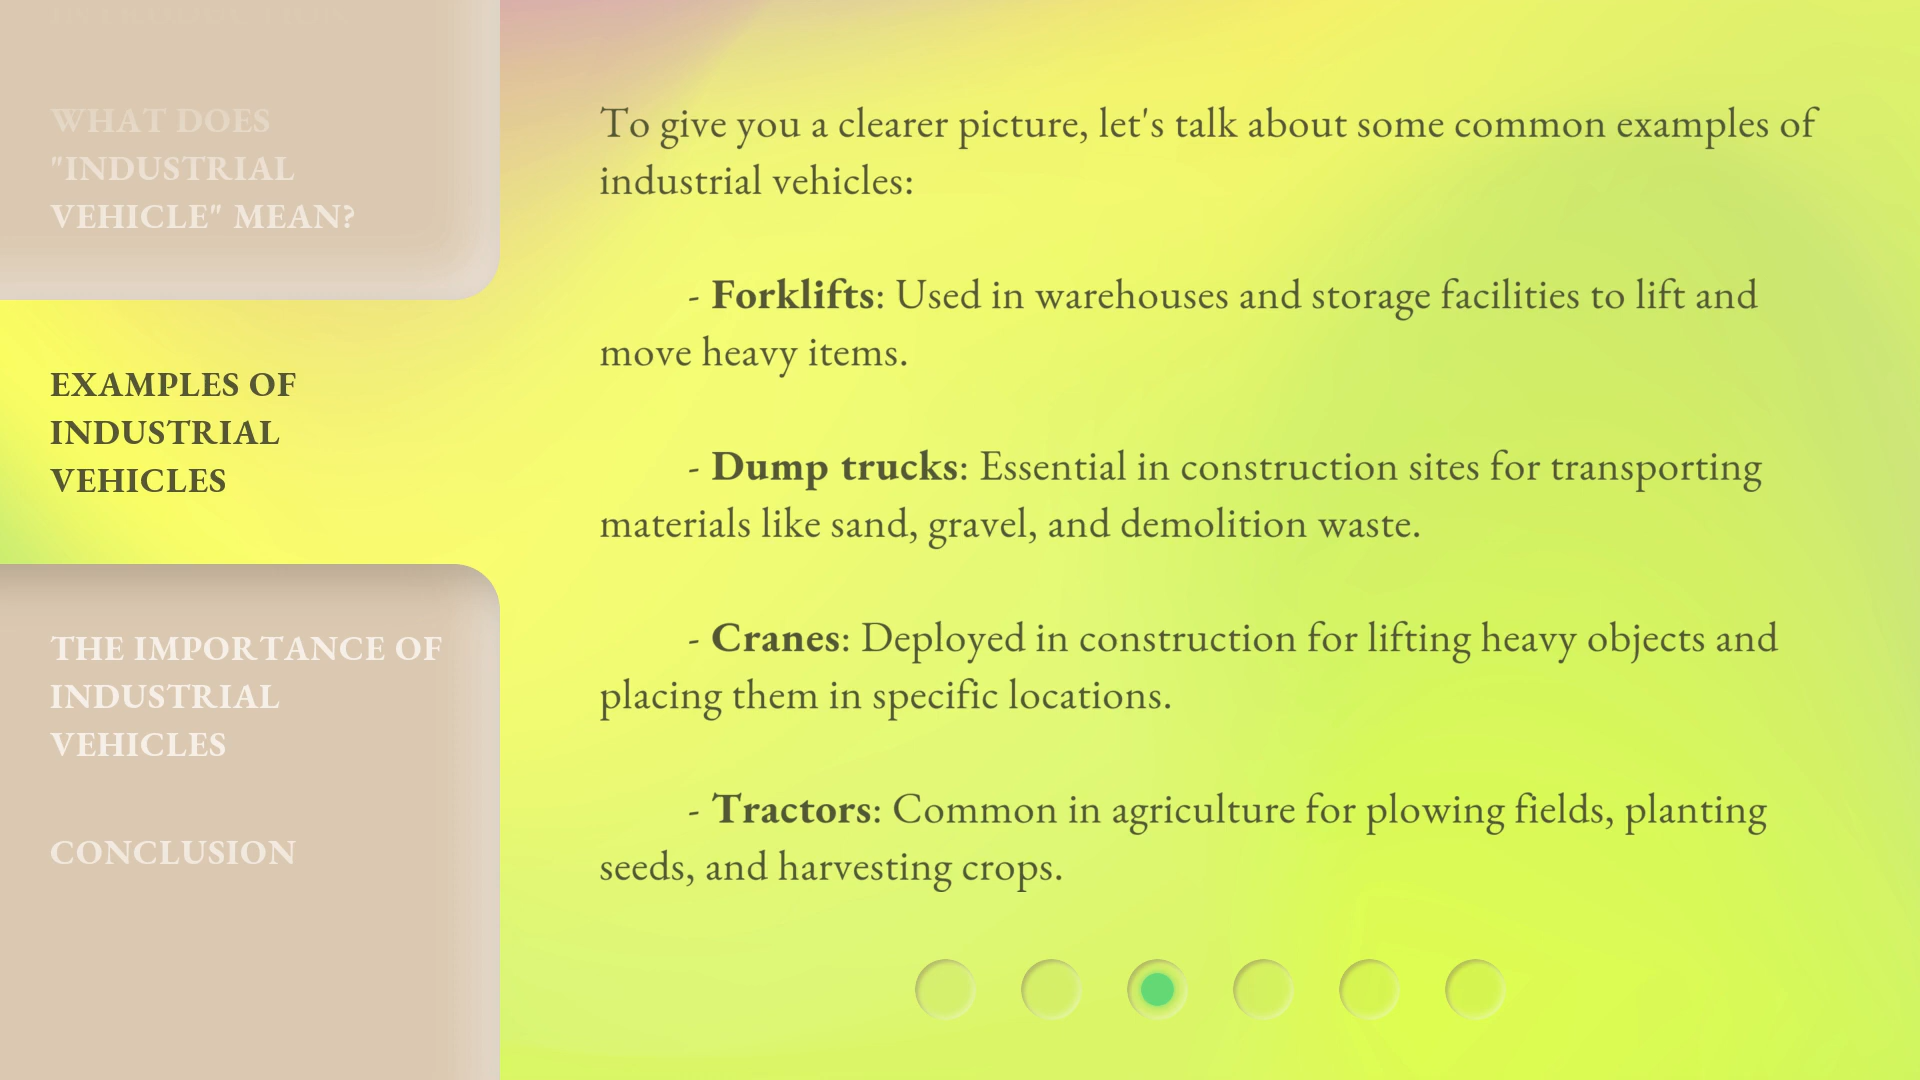 WHAT DOES
"INDUSTRIAL
VEHICLE" MEAN?
EXAMPLES OF
INDUSTRIAL
VEHICLES
THE IMPORTANCE OF
INDUSTRIAL
VEHICLES
CONCLUSION
To give you a clearer picture, let's talk about some common examples of
industrial vehicles:
- Forklifts: Used in warehouses and storage facilities to lift and
move heavy items.
- Dump trucks: Essential in construction sites for transporting
materials like sand, gravel, and demolition waste.
- Cranes: Deployed in construction for lifting heavy objects and
placing them in specific locations.
- Tractors: Common in agriculture for plowing fields, planting
seeds, and harvesting crops.